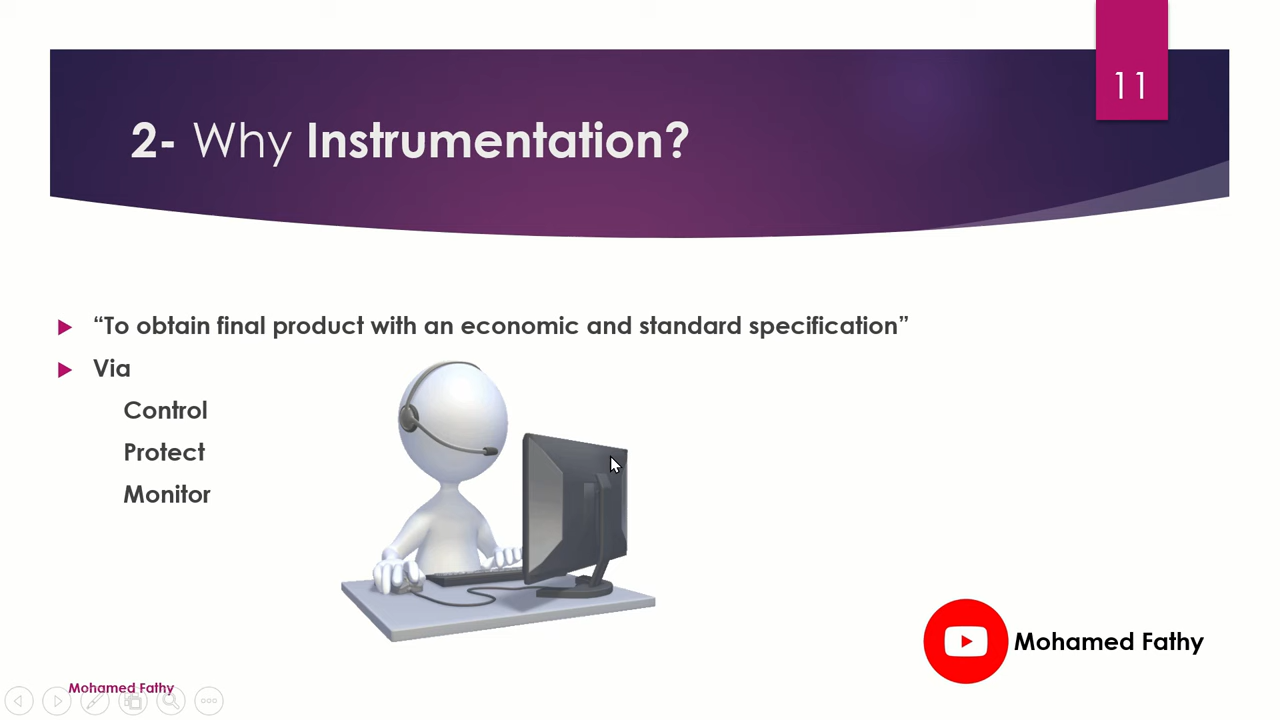 11
2- Why Instrumentation?
“To obtain final product with an economic and standard specification”
Via
Control
Protect
Monitor
Mohamed Fathy
Mohamed Fathy